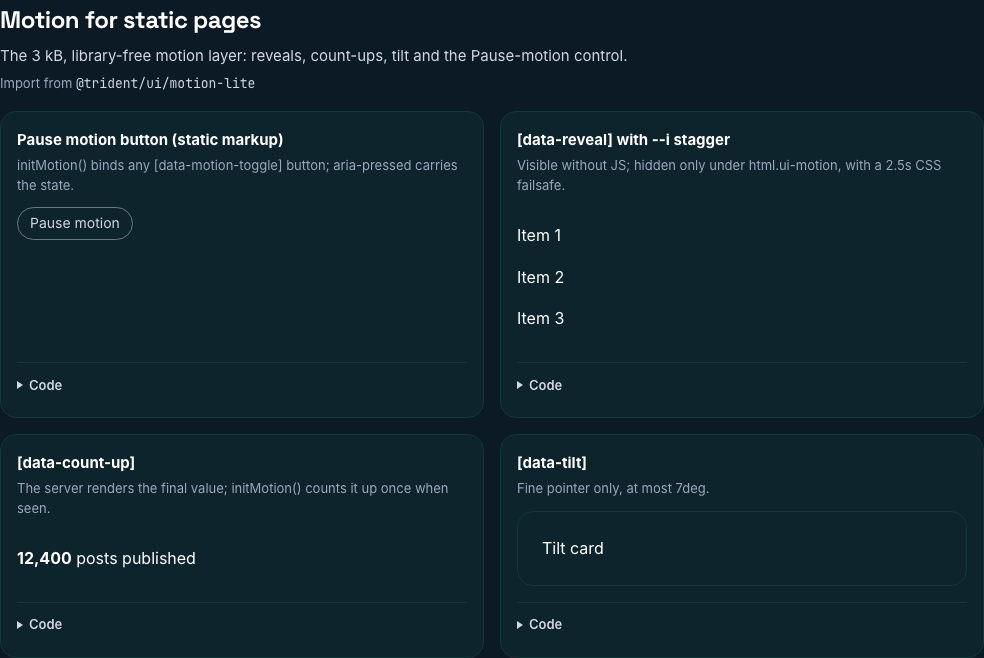 Motion for static pages
The 3 kB, library-free motion layer: reveals, count-ups, tilt and the Pause-motion control.
Import from @trident/ui/motion-lite
Pause motion button (static markup)
initMotion() binds any [data-motion-toggle] button; aria-pressed carries
the state.
Pause motion
Code
[data-reveal] with --i stagger
Visible without JS; hidden only under html.ui-motion, with a 2.5s CSS
failsafe.
Item 1
Item 2
Item 3
Code
[data-count-up]
The server renders the final value; initMotion() counts it up once when
seen.
12,400 posts published
Code
[data-tilt]
Fine pointer only, at most 7deg.
Tilt card
Code